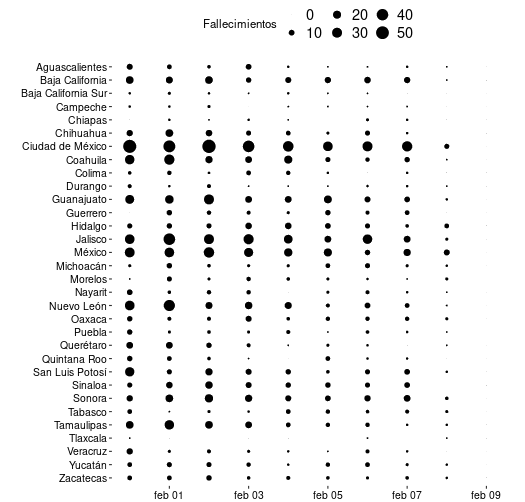 Fallecimientos 0 20 40
10 30 50
Aguascalientes
Baja California
Baja California Sur
Campeche
Chiapas
Chihuahua
Ciudad de México
Coahuila
Colima
Durango
Guanajuato
Guerrero
Hidalgo
Jalisco
México
Michoacán
Morelos
Nayarit
Nuevo León
Oaxaca
Puebla
Querétaro
Quintana Roo
San Luis Potosí
Sinaloa
Sonora
Tabasco
Tamaulipas
Tlaxcala
Veracruz
Yucatán
Zacatecas
feb 01 feb 03 feb 05 feb 07 feb 09